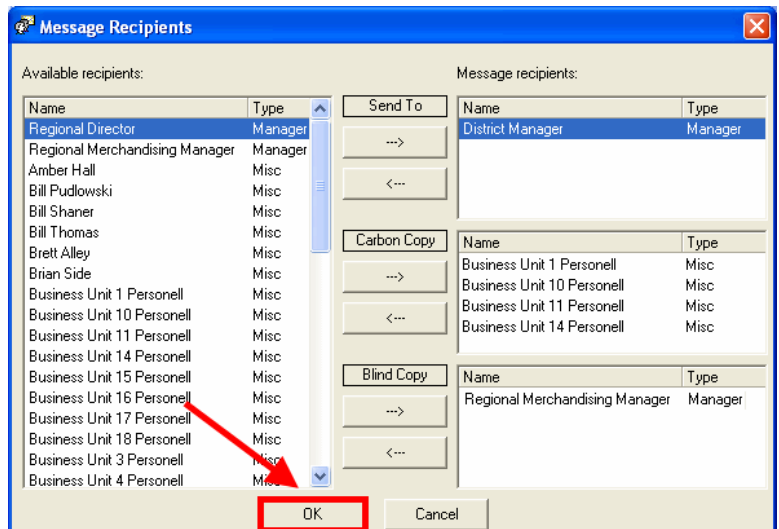 Message Recipients
Available recipients:
Name Type
Regional Director Manager
Regional Merchandising Manager Manager
Amber Hall Misc
Bill Pudlowski Misc
Bill Shaner Misc
Bill Thomas Misc
Brett Alley Misc
Brian Side Misc
Business Unit 1 Personell Misc
Business Unit 10 Personell Misc
Business Unit 11 Personell Misc
Business Unit 14 Personell Misc
Business Unit 15 Personell Misc
Business Unit 16 Personell Misc
Business Unit 17 Personell Misc
Business Unit 18 Personell Misc
Business Unit 3 Personell Misc
Business Unit 4 Personell Misc
Send To
--->
<---
Carbon Copy
--->
<---
Blind Copy
--->
<---
Message recipients:
Name Type
District Manager Manager
Name Type
Business Unit 1 Personell Misc
Business Unit 10 Personell Misc
Business Unit 11 Personell Misc
Business Unit 14 Personell Misc
Name Type
Regional Merchandising Manager Manager
OK Cancel